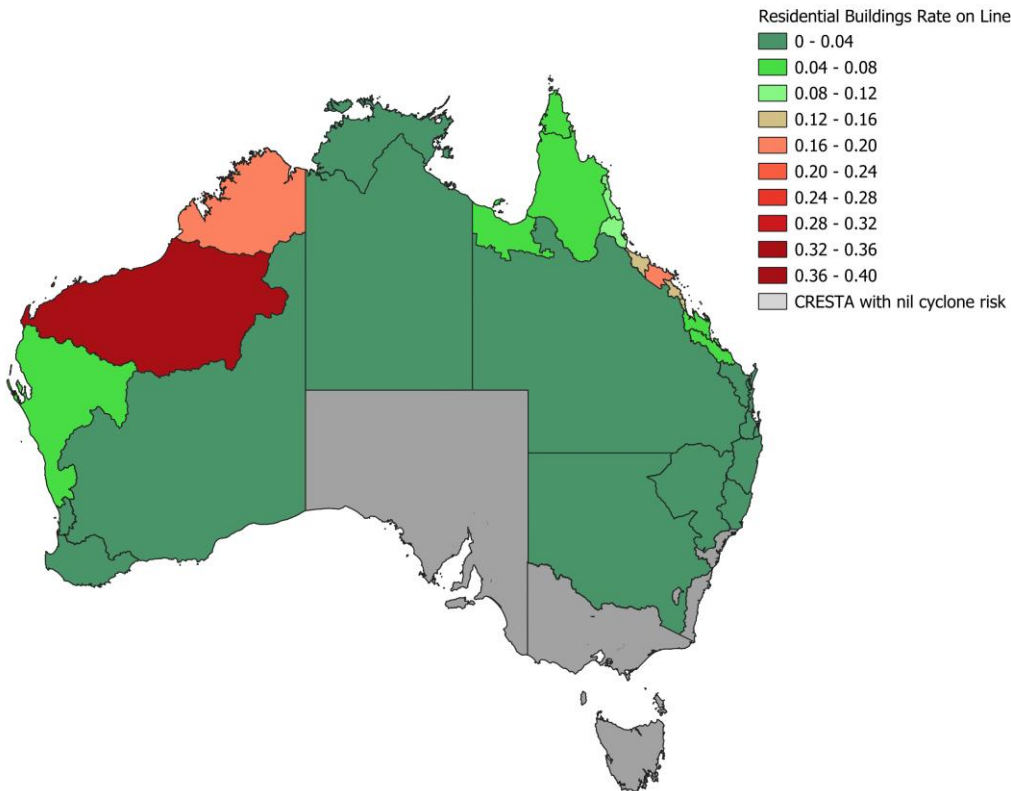 Residential Buildings Rate on Line
0 - 0.04
0.04 - 0.08
0.08 - 0.12
0.12 - 0.16
0.16 - 0.20
0.20 - 0.24
0.24 - 0.28
0.28 - 0.32
0.32 - 0.36
0.36 - 0.40
CRESTA with nil cyclone risk